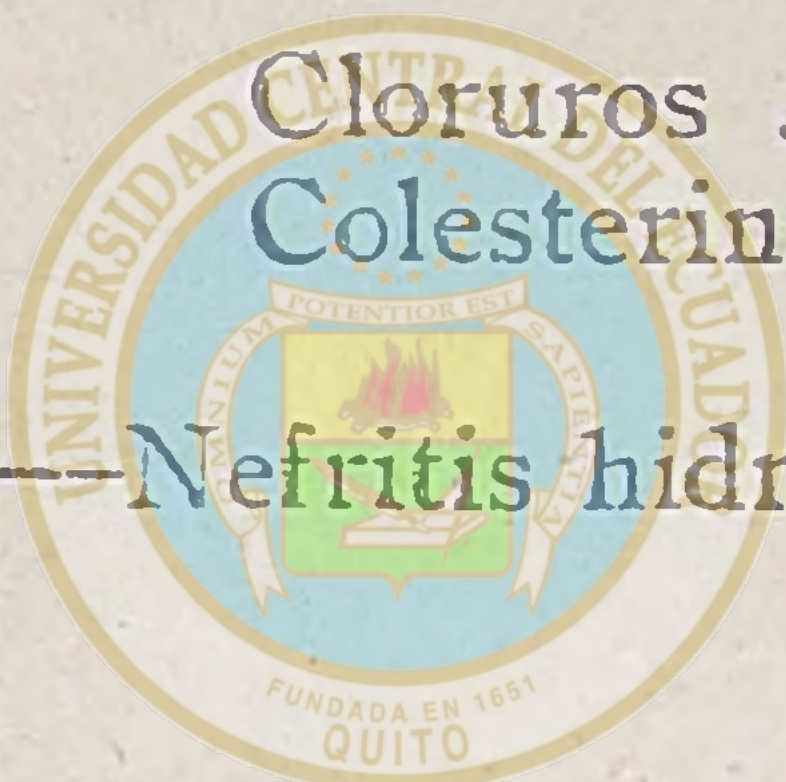 Cloruros .
Colesterin
—Nefritis hidr
UNIVERSIDAD CENTRAL DEL ECUADOR
OMNIUM POTENTIOR EST SAPIENTIA
FUNDADA EN 1651
QUITO